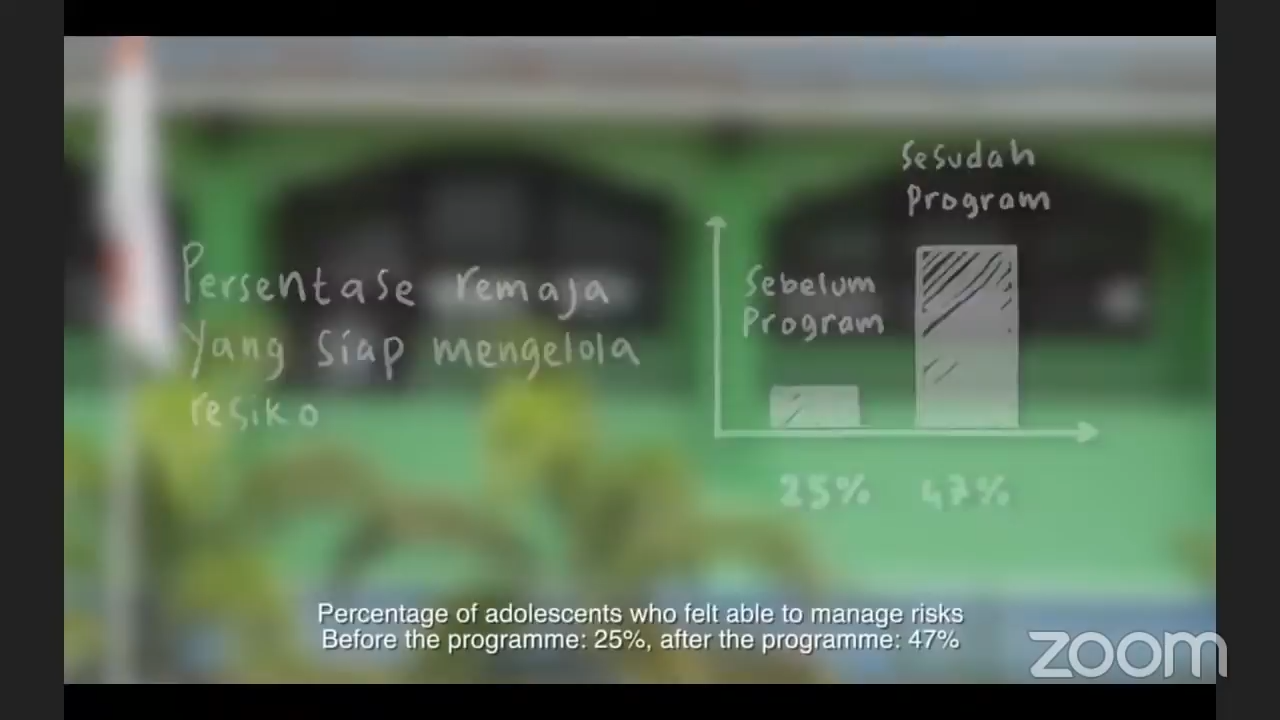 Persentase remaja
yang siap mengelola
resiko
Sesudah
Program
Sebelum
Program
25% 47%
Percentage of adolescents who felt able to manage risks
Before the programme: 25%, after the programme: 47%
zoom